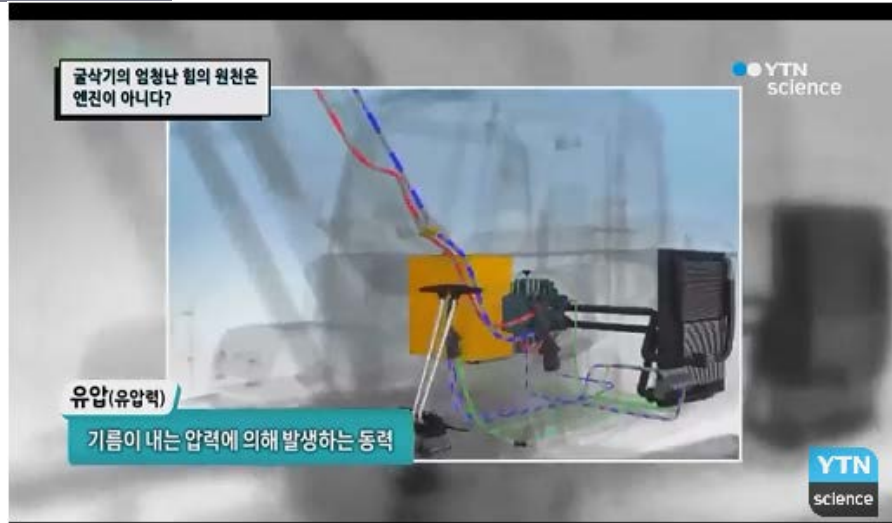 굴삭기의 엄청난 힘의 원천은
엔진이 아니다?
YTN
science
유압(유압력)
기름이 내는 압력에 의해 발생하는 동력
YTN
science